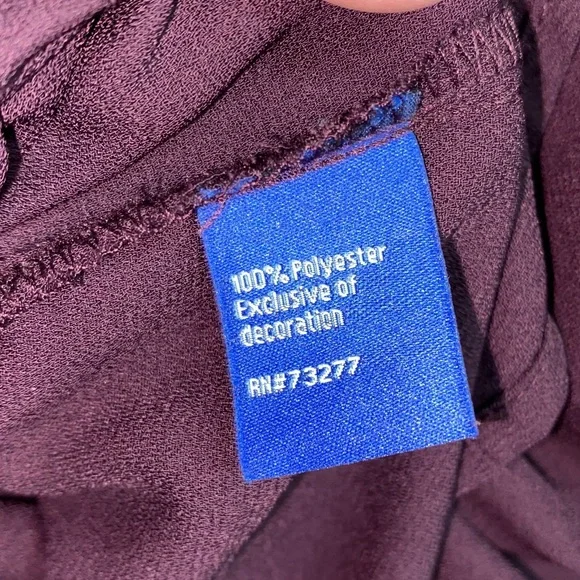 100% Polyester
Exclusive of
decoration
RN#73277